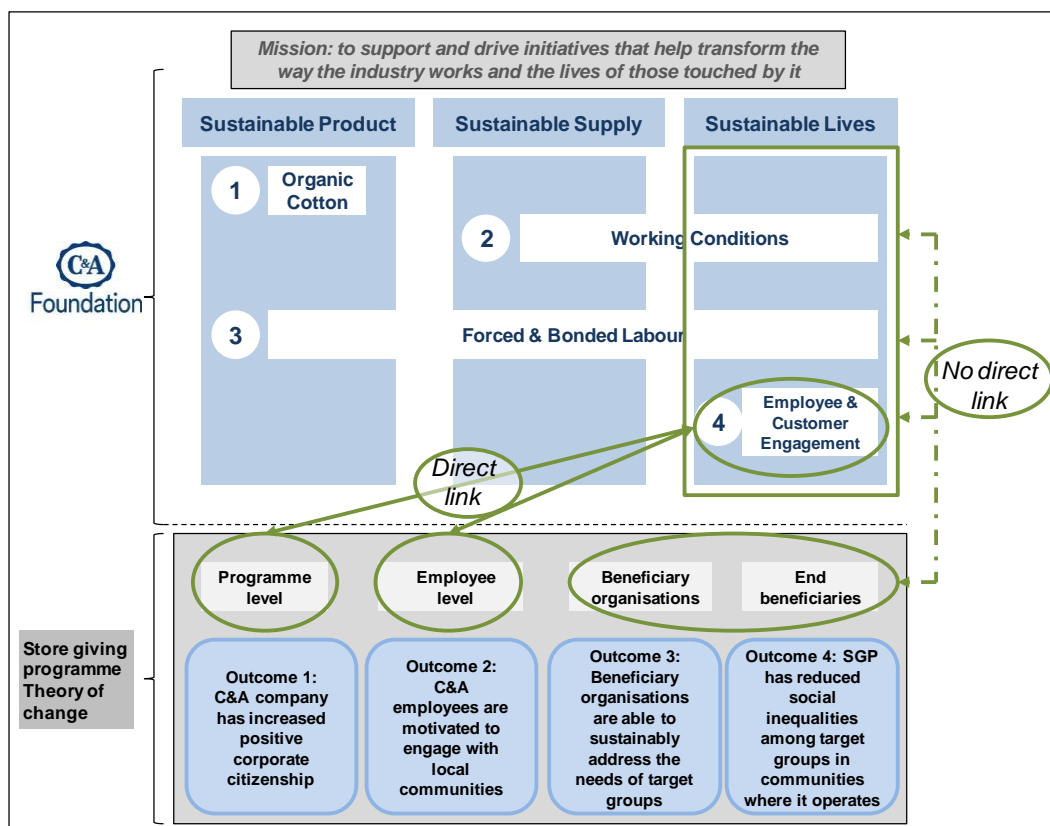 Mission: to support and drive initiatives that help transform the
way the industry works and the lives of those touched by it
Sustainable Product
Sustainable Supply
Sustainable Lives
1
Organic
Cotton
2
Working Conditions
C&A
Foundation
3
Forced & Bonded Labour
No direct
link
4
Employee &
Customer
Engagement
Direct
link
Programme
level
Employee
level
Beneficiary
organisations
End
beneficiaries
Store giving
programme
Theory of
change
Outcome 1:
C&A company
has increased
positive
corporate
citizenship
Outcome 2:
C&A
employees are
motivated to
engage with
local
communities
Outcome 3:
Beneficiary
organisations
are able to
sustainably
address the
needs of target
groups
Outcome 4: SGP
has reduced
social
inequalities
among target
groups in
communities
where it operates